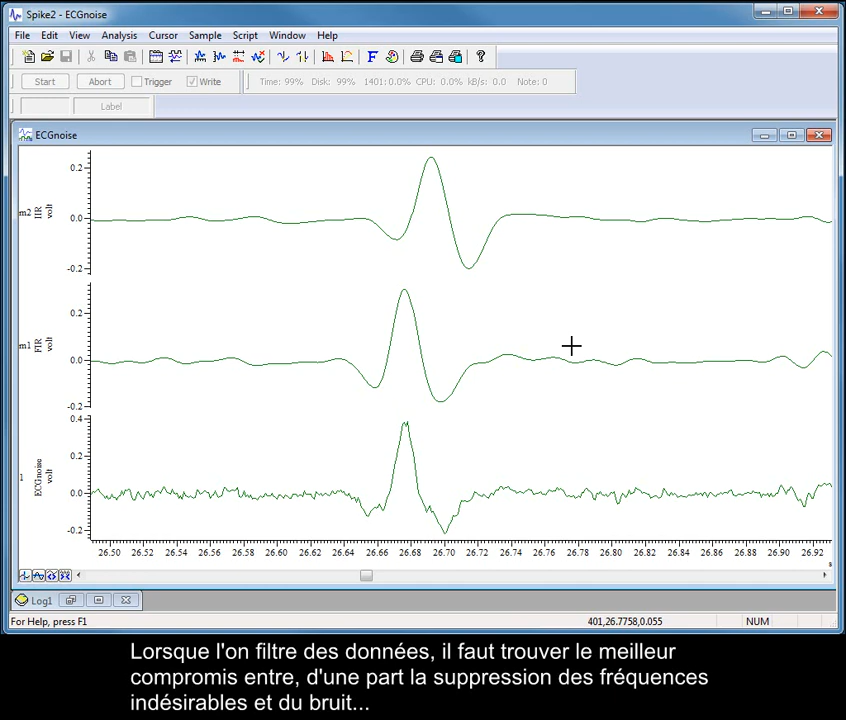 Spike2 - ECGnoise
File Edit View Analysis Cursor Sample Script Window Help
Start Abort Trigger Write Time: 99% Disk: 99% 1401:0.0% CPU: 0.0% kB/s: 0.0 Note: 0
Label
ECGnoise
0.2
m2 IIR volt 0.0
-0.2
0.2
m1 FIR volt 0.0
-0.2
0.4
0.2
1 ECGnoise volt 0.0
-0.2
26.50 26.52 26.54 26.56 26.58 26.60 26.62 26.64 26.66 26.68 26.70 26.72 26.74 26.76 26.78 26.80 26.82 26.84 26.86 26.88 26.90 26.92
s
Log1
For Help, press F1 401,26.7758,0.055 NUM
Lorsque l'on filtre des données, il faut trouver le meilleur
compromis entre, d'une part la suppression des fréquences
indésirables et du bruit...